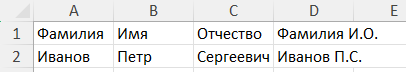 A B C D E
1 Фамилия Имя Отчество Фамилия И.О.
2 Иванов Петр Сергеевич Иванов П.С.